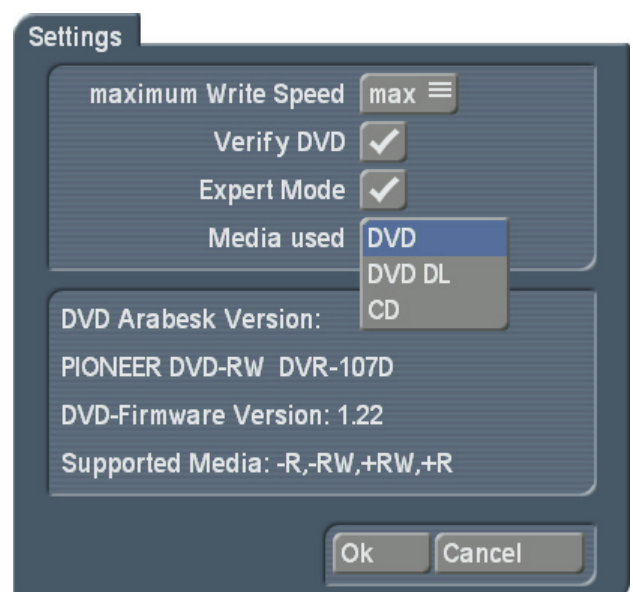 Settings
maximum Write Speed max
Verify DVD
Expert Mode
Media used DVD
DVD DL
CD
DVD Arabesk Version:
PIONEER DVD-RW DVR-107D
DVD-Firmware Version: 1.22
Supported Media: -R,-RW,+RW,+R
Ok Cancel